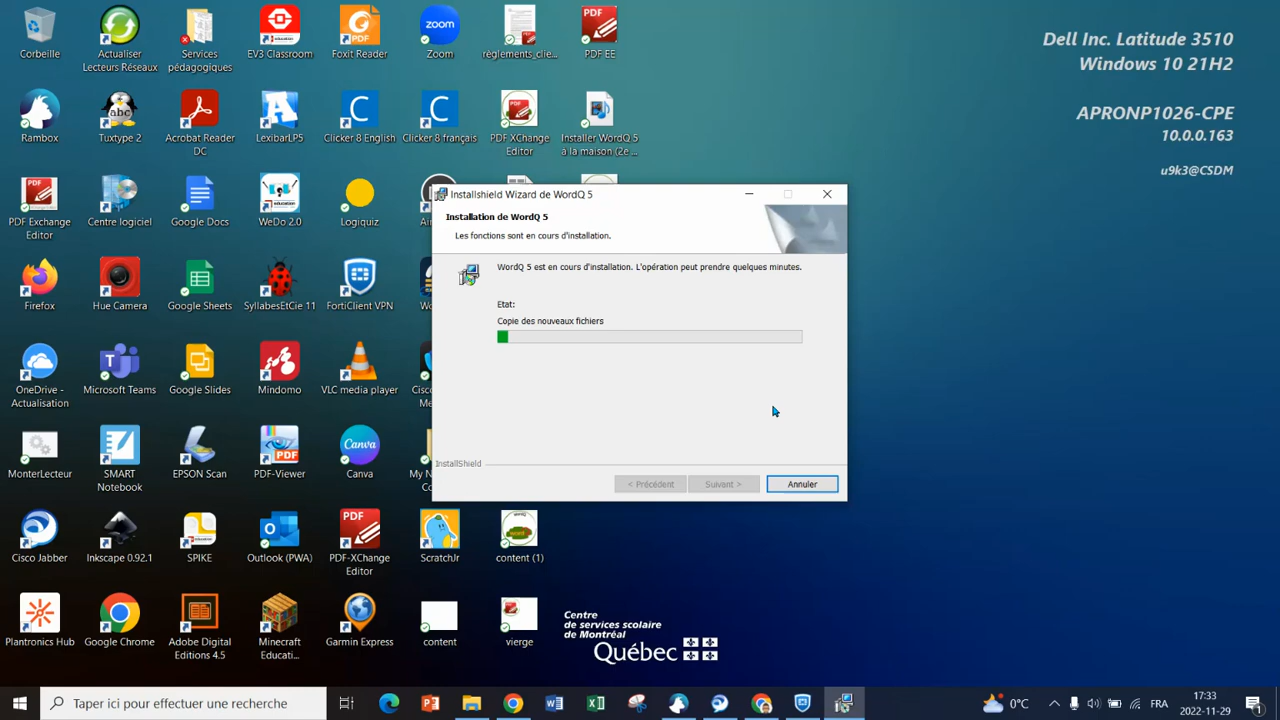 Corbeille
Actualiser
Lecteurs Réseaux
Services
pédagogiques
EV3 Classroom
Foxit Reader
zoom
Zoom
règlements_clie...
PDF
PDF EE
Dell Inc. Latitude 3510
Windows 10 21H2
APRONP1026-CPE
10.0.0.163
u9k3@CSDM
Rambox
abc
Tuxtype 2
Acrobat Reader
DC
LexibarLP5
Clicker 8 English
Clicker 8 français
PDF-XChange
Editor
Installer WordQ 5
à la maison (2e ...
PDF Exchange
Editor
Centre logiciel
Google Docs
WeDo 2.0
Logiquiz
Firefox
Hue Camera
Google Sheets
SyllabesEtCie 11
FortiClient VPN
OneDrive -
Actualisation
Microsoft Teams
Google Slides
Mindomo
VLC media player
MonterLecteur
SMART
Notebook
EPSON Scan
PDF
PDF-Viewer
Canva
Canva
Installshield Wizard de WordQ 5
Installation de WordQ 5
Les fonctions sont en cours d'installation.
WordQ 5 est en cours d'installation. L'opération peut prendre quelques minutes.
Etat:
Copie des nouveaux fichiers
InstallShield
< Précédent
Suivant >
Annuler
Cisco Jabber
Inkscape 0.92.1
SPIKE
Outlook (PWA)
PDF
PDF-XChange
Editor
ScratchJr
content (1)
Plantronics Hub
Google Chrome
Adobe Digital
Editions 4.5
Minecraft
Educati...
Garmin Express
content
vierge
Centre
de services scolaire
de Montréal
Québec
Taper ici pour effectuer une recherche
0°C
FRA
17:33
2022-11-29
1